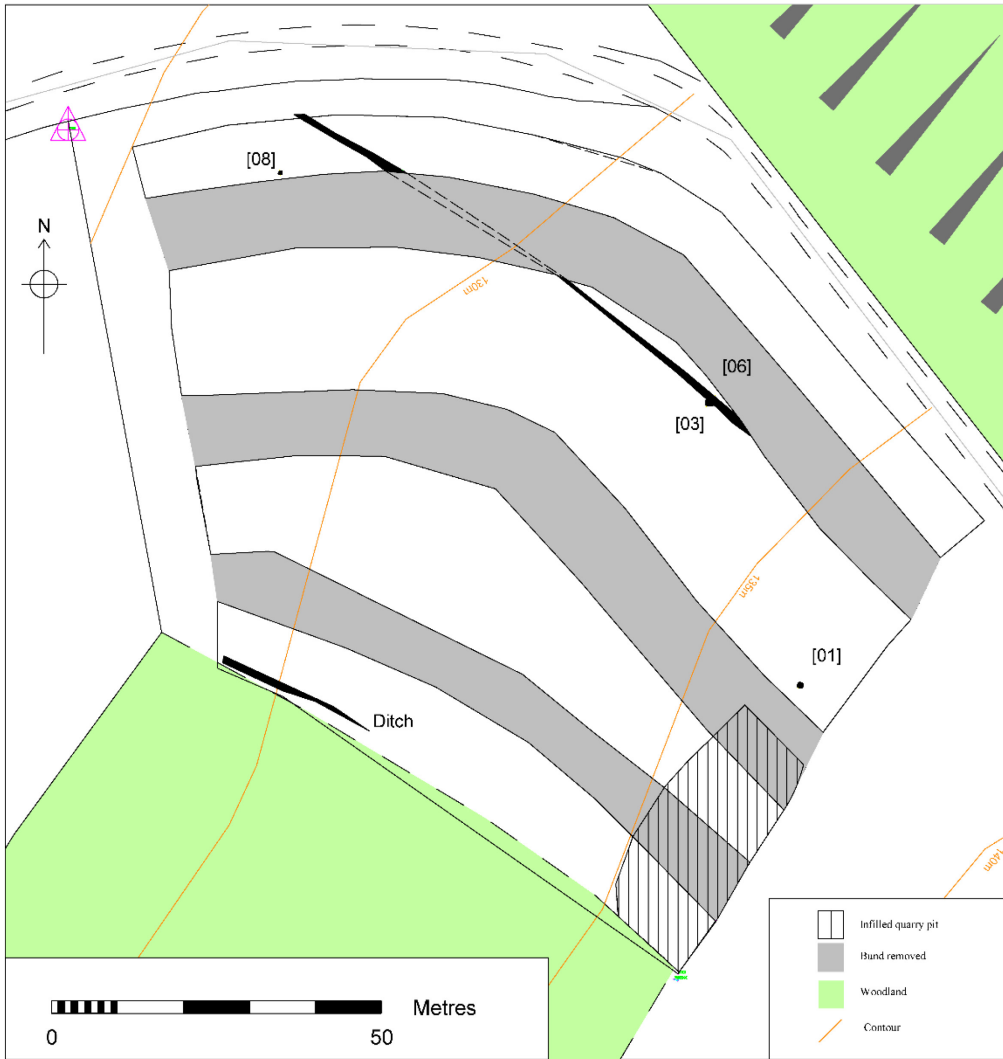 [08]
N
130m
[06]
[03]
135m
[01]
Ditch
140m
Infilled quarry pit
Bund removed
Woodland
Contour
Metres
0 50